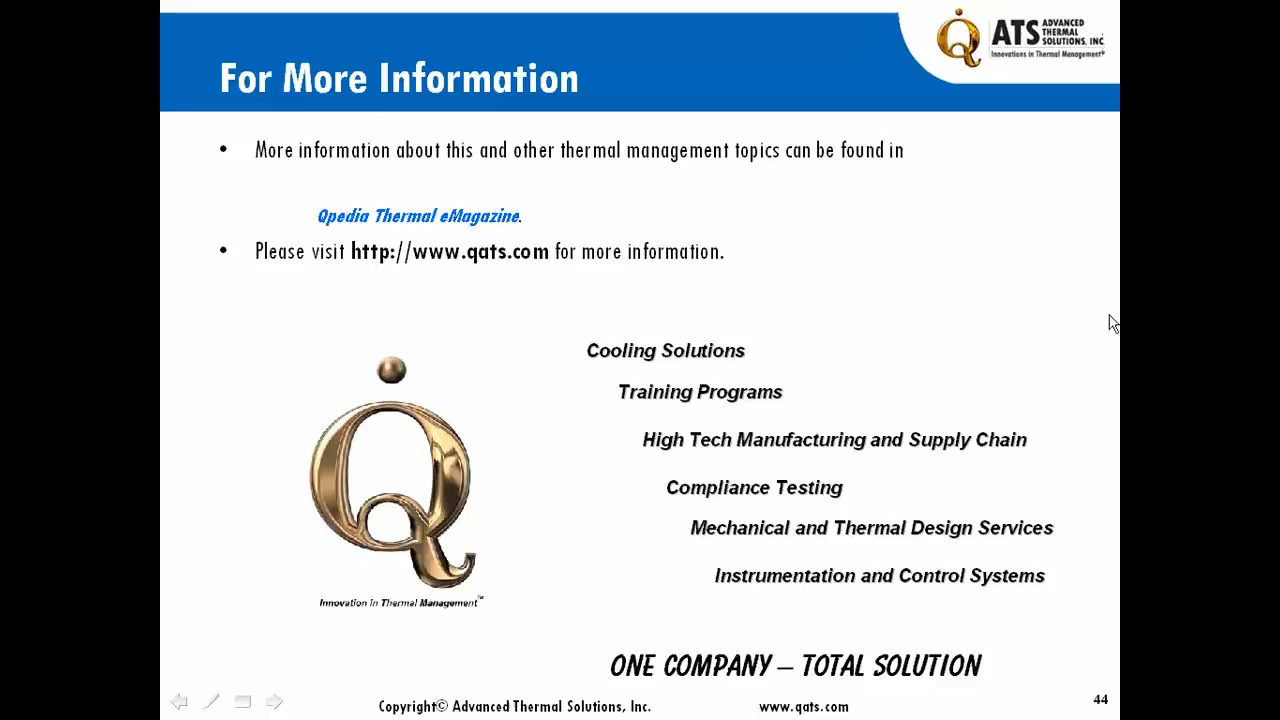 ATS ADVANCED THERMAL SOLUTIONS, INC.
Innovations in Thermal Management®
For More Information
• More information about this and other thermal management topics can be found in
Qpedia Thermal eMagazine.
• Please visit http://www.qats.com for more information.
Cooling Solutions
Training Programs
High Tech Manufacturing and Supply Chain
Compliance Testing
Mechanical and Thermal Design Services
Instrumentation and Control Systems
Innovation in Thermal Management™
ONE COMPANY – TOTAL SOLUTION
Copyright© Advanced Thermal Solutions, Inc. www.qats.com 44